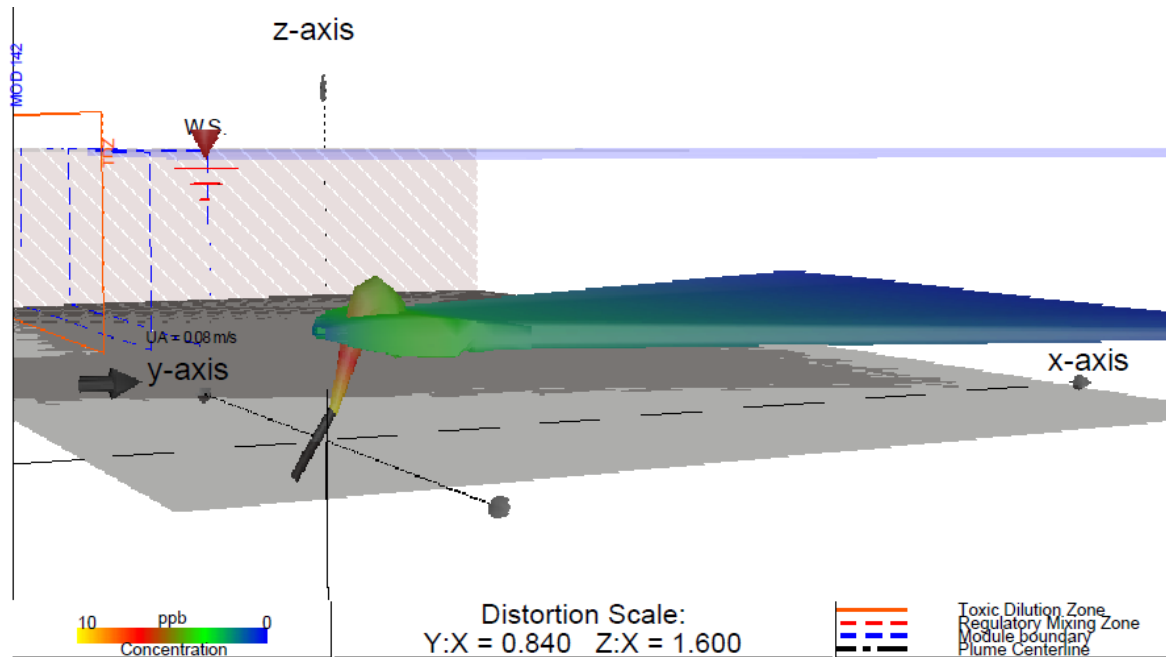 z-axis
MOD 142
TDZ
W.S.
UA = 0.08 m/s
y-axis
x-axis
10 ppb 0
Concentration
Distortion Scale:
Y:X = 0.840 Z:X = 1.600
Toxic Dilution Zone
Regulatory Mixing Zone
Module boundary
Plume Centerline